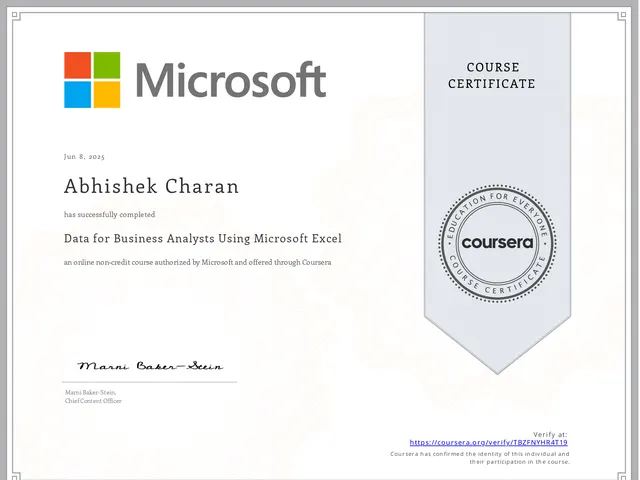 Microsoft
COURSE
CERTIFICATE
Jun 8, 2025
Abhishek Charan
has successfully completed
Data for Business Analysts Using Microsoft Excel
an online non-credit course authorized by Microsoft and offered through Coursera
EDUCATION FOR EVERYONE
coursera
COURSE CERTIFICATE
Marni Baker-Stein
Marni Baker-Stein,
Chief Content Officer
Verify at:
https://coursera.org/verify/TBZFNYHR4T19
Coursera has confirmed the identity of this individual and
their participation in the course.